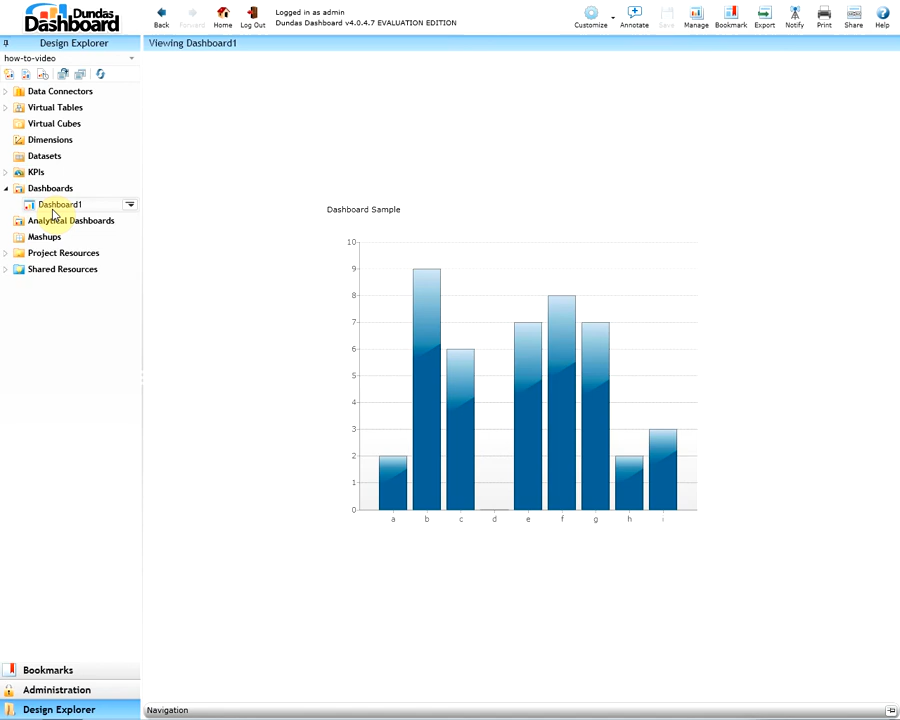 Dundas
Dashboard
Back
Forward
Home
Log Out
Logged in as admin
Dundas Dashboard v4.0.4.7 EVALUATION EDITION
Customize
Annotate
Save
Manage
Bookmark
Export
Notify
Print
Share
Help
Design Explorer
Viewing Dashboard1
how-to-video
Data Connectors
Virtual Tables
Virtual Cubes
Dimensions
Datasets
KPIs
Dashboards
Dashboard1
Analytical Dashboards
Mashups
Project Resources
Shared Resources
Dashboard Sample
10
9
8
7
6
5
4
3
2
1
0
a b c d e f g h i
Bookmarks
Administration
Design Explorer
Navigation